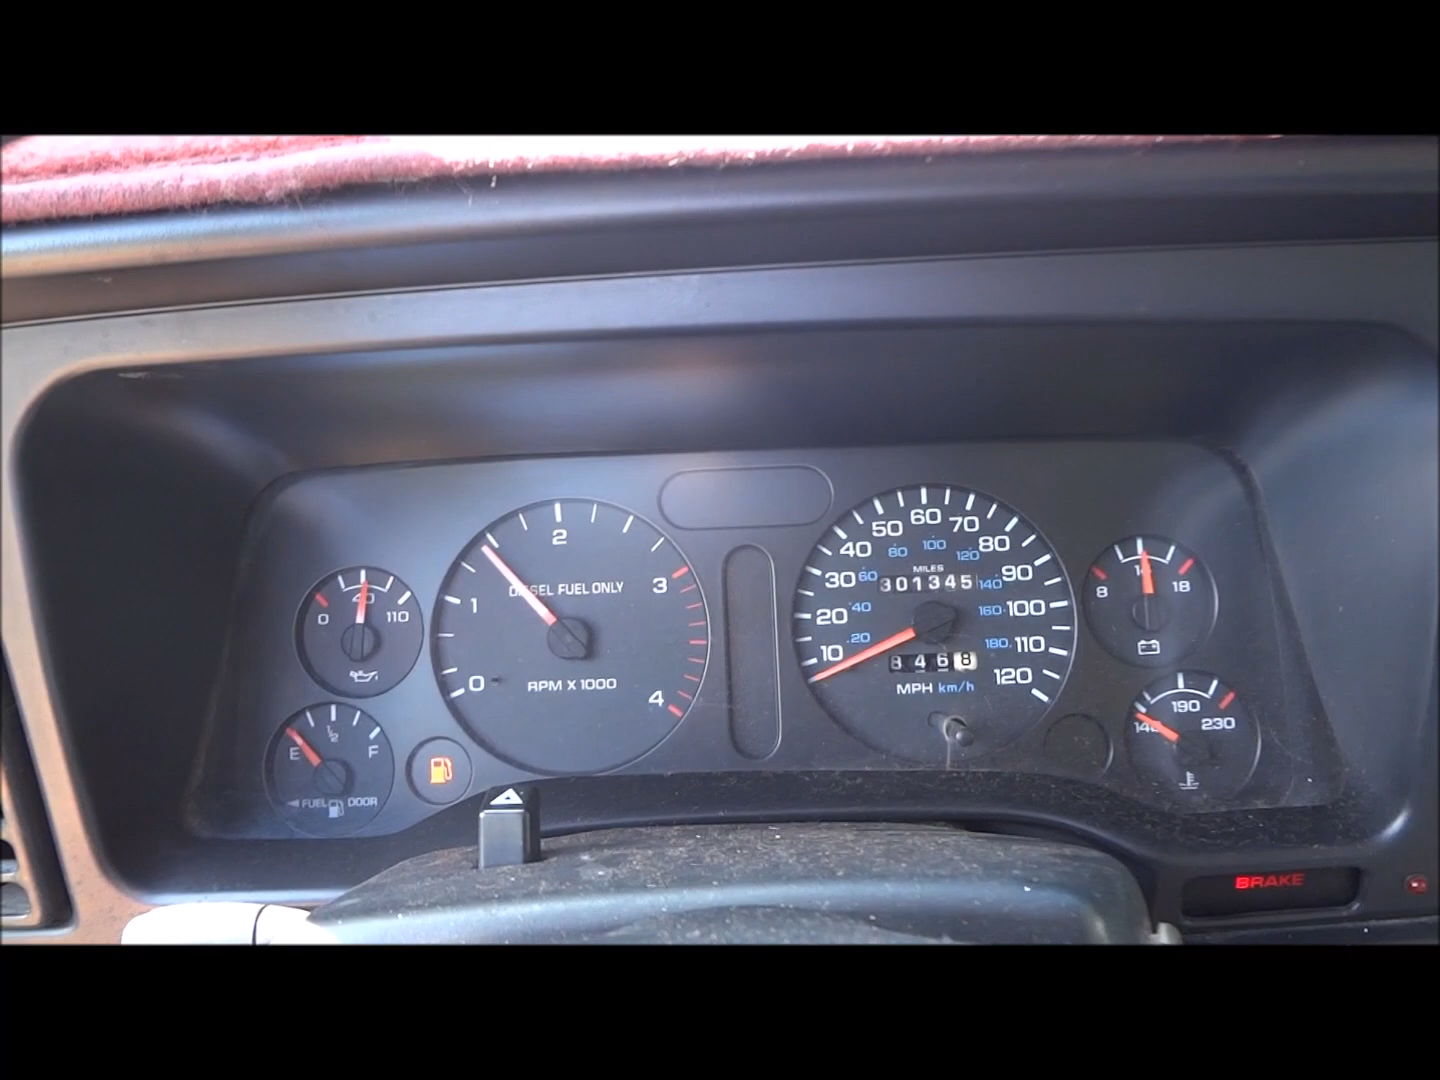 0 40 110
E 1/2 F
FUEL DOOR
0 1 2 3 4
DIESEL FUEL ONLY
RPM X 1000
10 20 30 40 50 60 70 80 90 100 110 120
20 40 60 80 100 120 140 160 180
MILES
301345
8468
MPH km/h
8 14 18
140 190 230
BRAKE